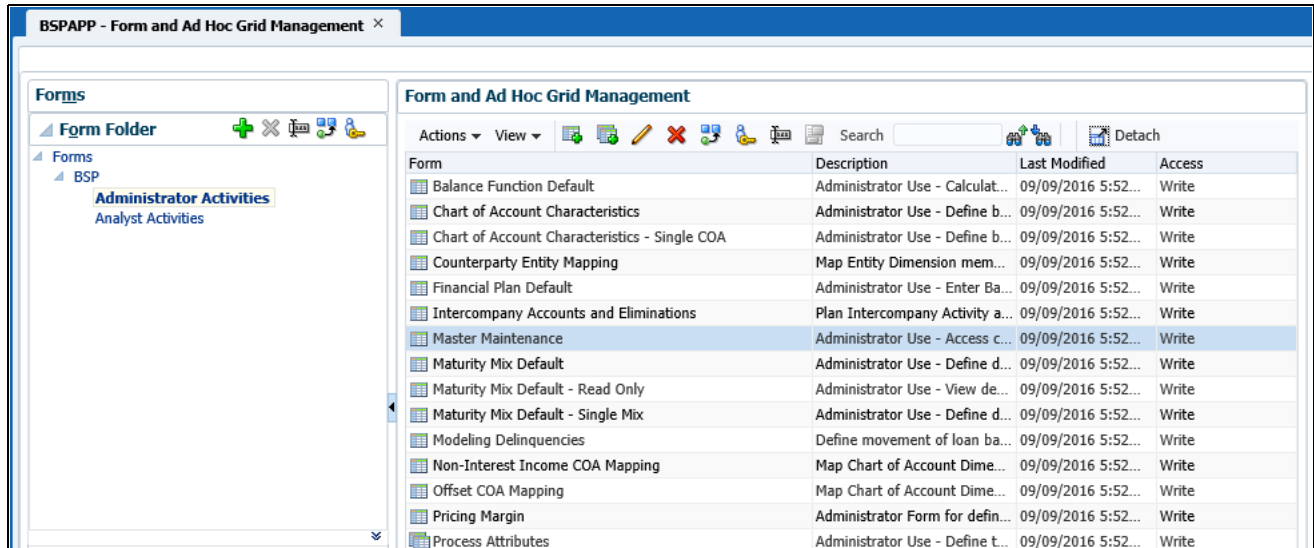 BSPAPP - Form and Ad Hoc Grid Management ×
Forms
Form Folder
Forms
BSP
Administrator Activities
Analyst Activities
Form and Ad Hoc Grid Management
Actions View Search Detach
Form Description Last Modified Access
Balance Function Default Administrator Use - Calculat... 09/09/2016 5:52... Write
Chart of Account Characteristics Administrator Use - Define b... 09/09/2016 5:52... Write
Chart of Account Characteristics - Single COA Administrator Use - Define b... 09/09/2016 5:52... Write
Counterparty Entity Mapping Map Entity Dimension mem... 09/09/2016 5:52... Write
Financial Plan Default Administrator Use - Enter Ba... 09/09/2016 5:52... Write
Intercompany Accounts and Eliminations Plan Intercompany Activity a... 09/09/2016 5:52... Write
Master Maintenance Administrator Use - Access c... 09/09/2016 5:52... Write
Maturity Mix Default Administrator Use - Define d... 09/09/2016 5:52... Write
Maturity Mix Default - Read Only Administrator Use - View de... 09/09/2016 5:52... Write
Maturity Mix Default - Single Mix Administrator Use - Define d... 09/09/2016 5:52... Write
Modeling Delinquencies Define movement of loan ba... 09/09/2016 5:52... Write
Non-Interest Income COA Mapping Map Chart of Account Dime... 09/09/2016 5:52... Write
Offset COA Mapping Map Chart of Account Dime... 09/09/2016 5:52... Write
Pricing Margin Administrator Form for defin... 09/09/2016 5:52... Write
Process Attributes Administrator Use - Define t... 09/09/2016 5:52... Write